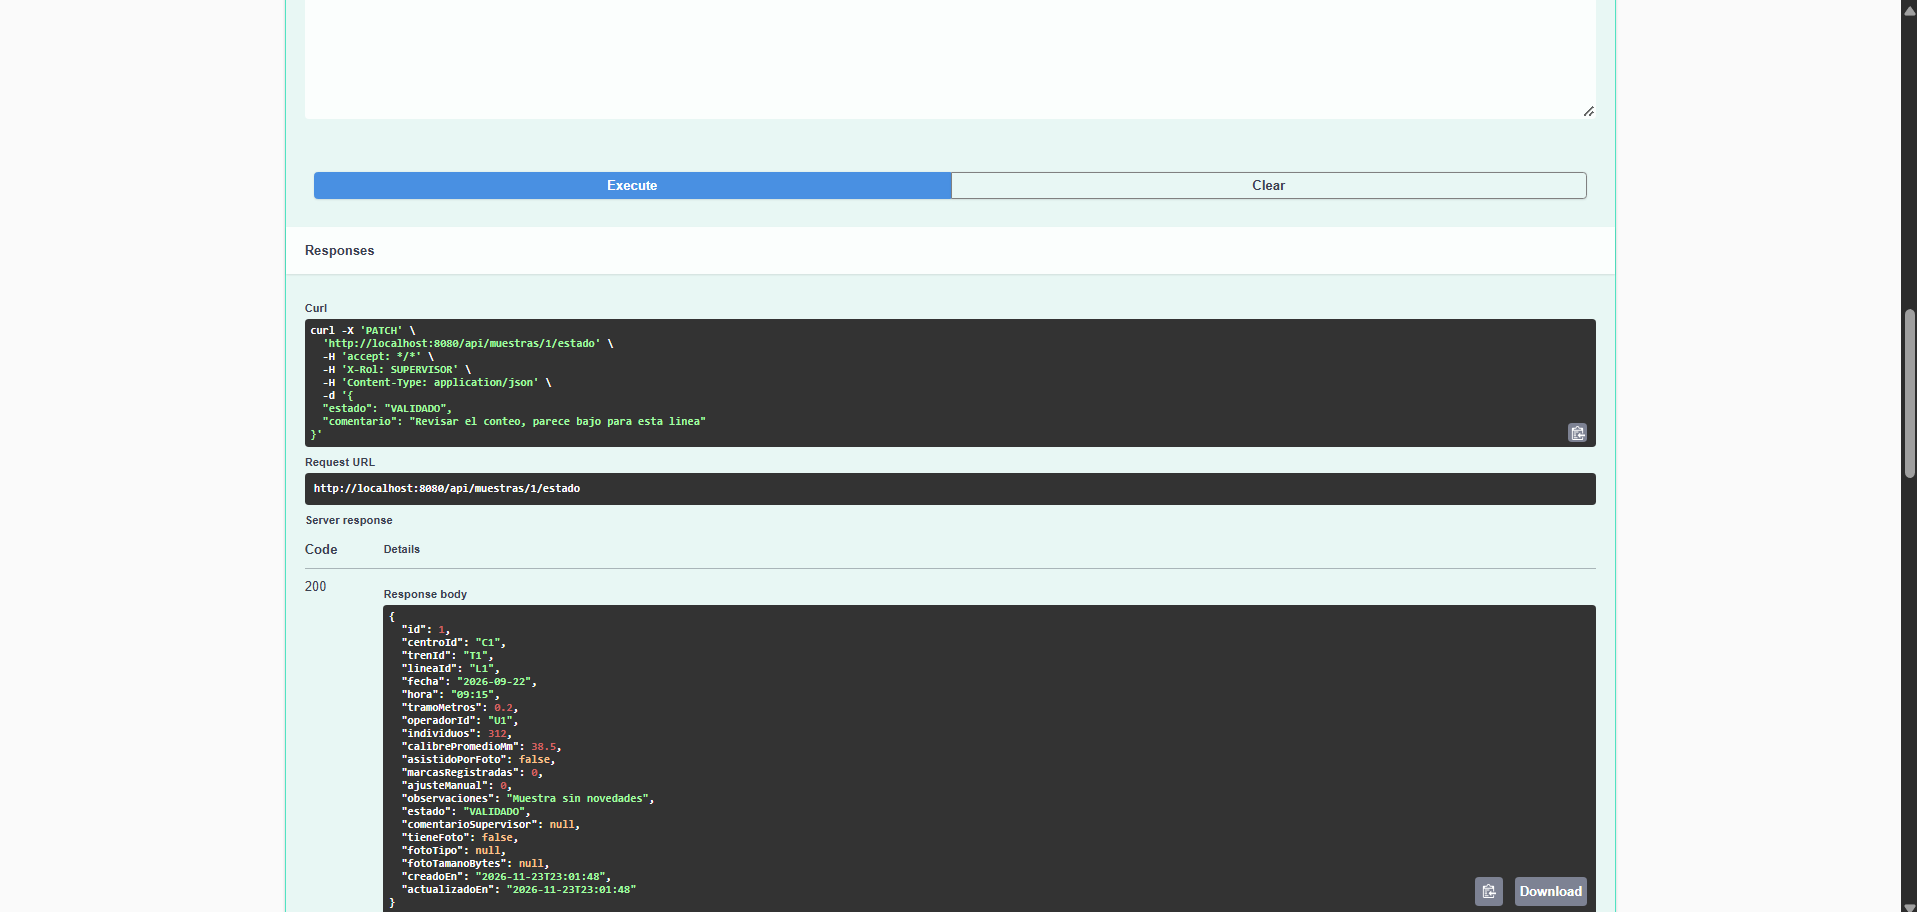 Execute
Clear
Responses
Curl
curl -X 'PATCH' \
'http://localhost:8080/api/muestras/1/estado' \
-H 'accept: */*' \
-H 'X-Rol: SUPERVISOR' \
-H 'Content-Type: application/json' \
-d '{
"estado": "VALIDADO",
"comentario": "Revisar el conteo, parece bajo para esta linea"
}'
Request URL
http://localhost:8080/api/muestras/1/estado
Server response
Code Details
200
Response body
{
"id": 1,
"centroId": "C1",
"trenId": "T1",
"lineaId": "L1",
"fecha": "2026-09-22",
"hora": "09:15",
"tramoMetros": 0.2,
"operadorId": "U1",
"individuos": 312,
"calibrePromedioMm": 38.5,
"asistidoPorFoto": false,
"marcasRegistradas": 0,
"ajusteManual": 0,
"observaciones": "Muestra sin novedades",
"estado": "VALIDADO",
"comentarioSupervisor": null,
"tieneFoto": false,
"fotoTipo": null,
"fotoTamanoBytes": null,
"creadoEn": "2026-11-23T23:01:48",
"actualizadoEn": "2026-11-23T23:01:48"
}
Download